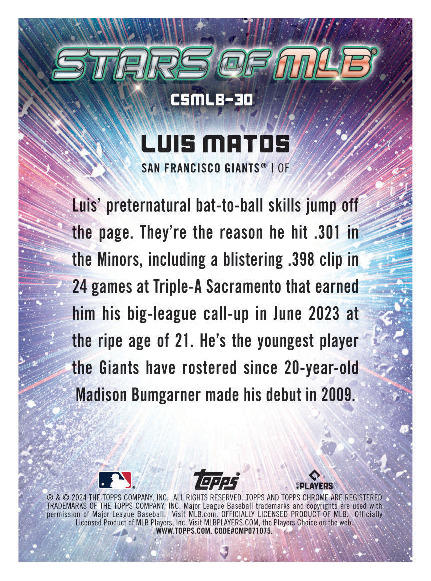 STARS OF MLB
CSMLB-30
LUIS MATOS
SAN FRANCISCO GIANTS® | OF
Luis' preternatural bat-to-ball skills jump off
the page. They're the reason he hit .301 in
the Minors, including a blistering .398 clip in
24 games at Triple-A Sacramento that earned
him his big-league call-up in June 2023 at
the ripe age of 21. He's the youngest player
the Giants have rostered since 20-year-old
Madison Bumgarner made his debut in 2009.
Topps
PLAYERS
® & © 2024 THE TOPPS COMPANY, INC. ALL RIGHTS RESERVED. TOPPS AND TOPPS CHROME ARE REGISTERED
TRADEMARKS OF THE TOPPS COMPANY, INC. Major League Baseball trademarks and copyrights are used with
permission of Major League Baseball. Visit MLB.com. OFFICIALLY LICENSED PRODUCT OF MLB. Officially
Licensed Product of MLB Players, Inc. Visit MLBPLAYERS.COM, the Players Choice on the web.
WWW.TOPPS.COM. CODE#CMP071073.